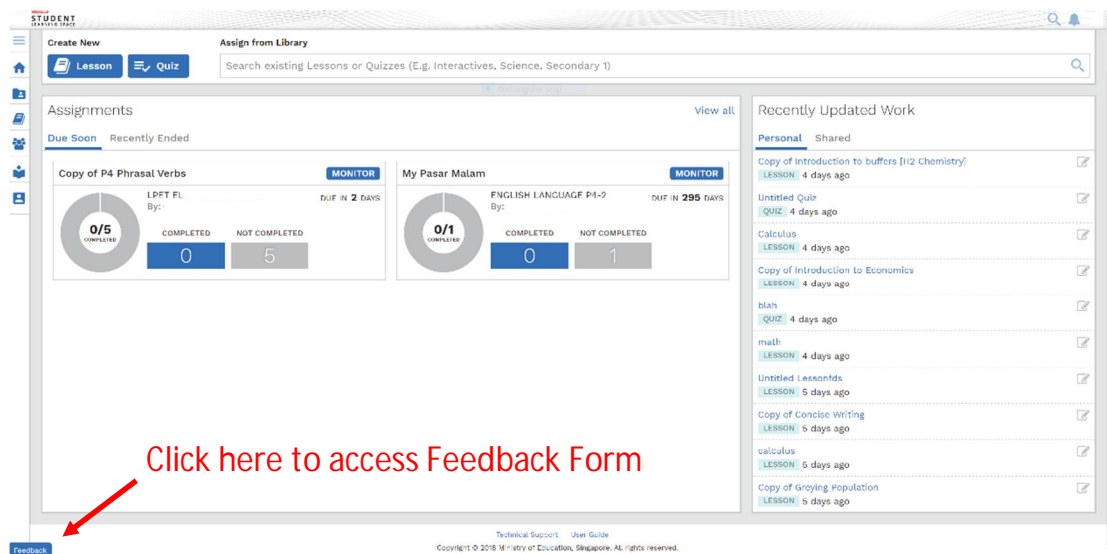 STUDENT
LEARNING SPACE
Create New
Assign from Library
Lesson
Quiz
Search existing Lessons or Quizzes (E.g. Interactives, Science, Secondary 1)
Assignments
View all
Due Soon Recently Ended
Copy of P4 Phrasal Verbs
MONITOR
LPET EL
By:
DUE IN 2 DAYS
0/5
COMPLETED
COMPLETED
NOT COMPLETED
0
5
My Pasar Malam
MONITOR
ENGLISH LANGUAGE P4-2
By:
DUE IN 295 DAYS
0/1
COMPLETED
COMPLETED
NOT COMPLETED
0
1
Recently Updated Work
Personal Shared
Copy of Introduction to buffers [H2 Chemistry]
LESSON 4 days ago
Untitled Quiz
QUIZ 4 days ago
Calculus
LESSON 4 days ago
Copy of Introduction to Economics
LESSON 4 days ago
blah
QUIZ 4 days ago
math
LESSON 4 days ago
Untitled Lessonfds
LESSON 5 days ago
Copy of Concise Writing
LESSON 5 days ago
calculus
LESSON 5 days ago
Copy of Greying Population
LESSON 5 days ago
Click here to access Feedback Form
Feedback
Technical Support User Guide
Copyright © 2018 Ministry of Education, Singapore. All rights reserved.